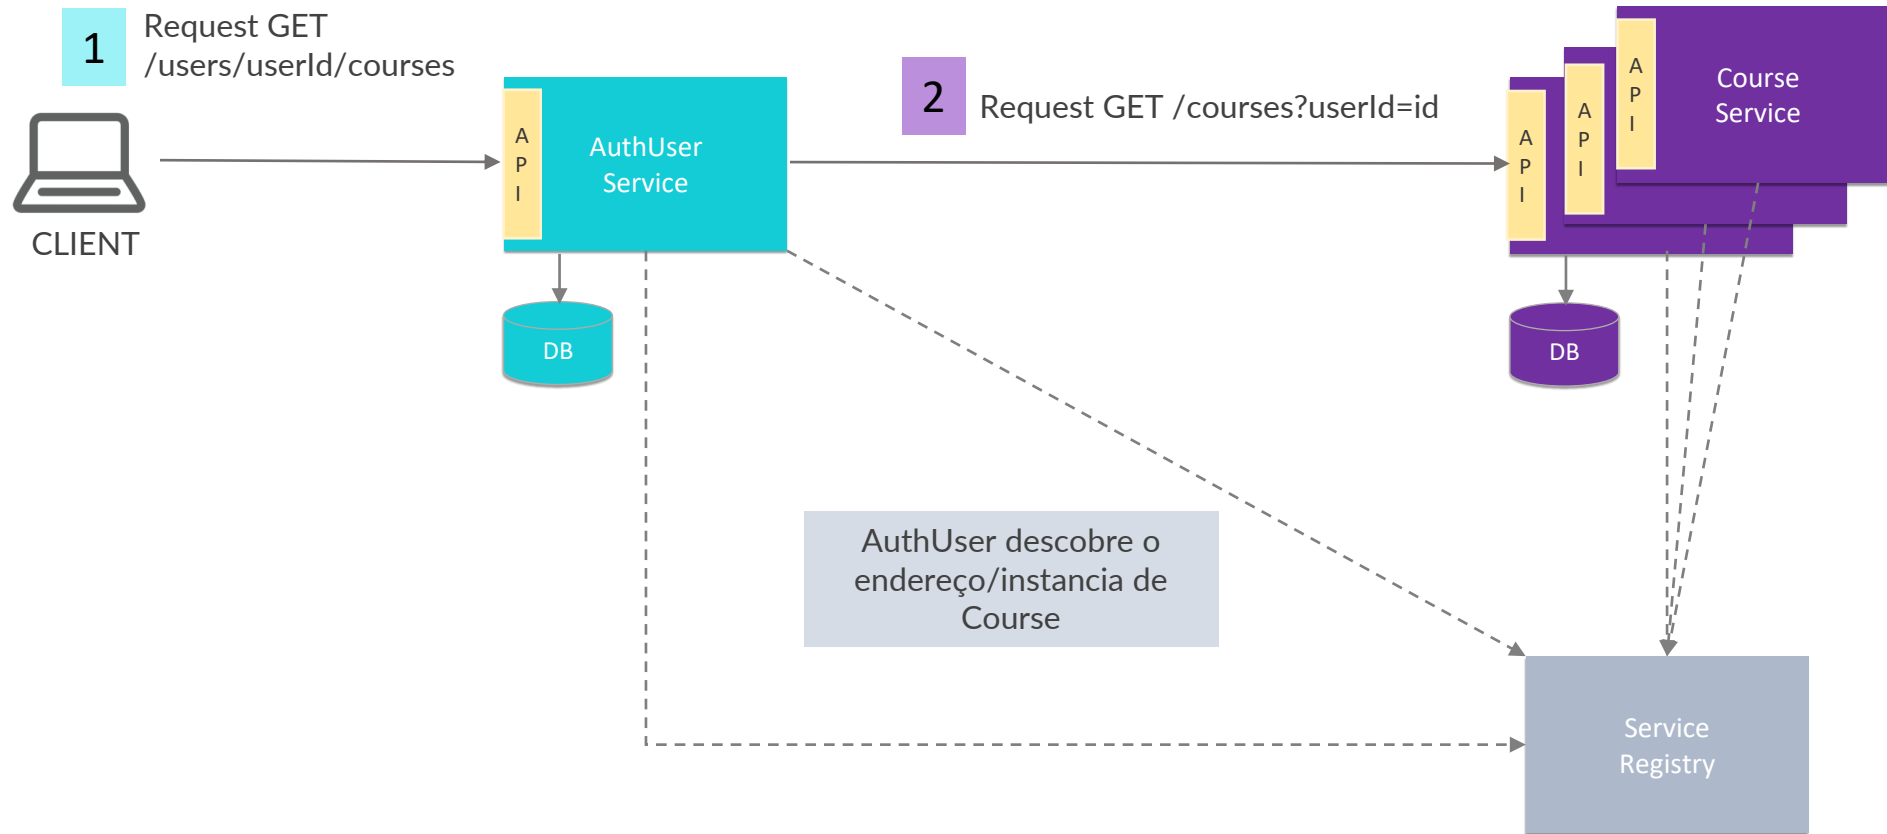 1
Request GET
/users/userId/courses
CLIENT
A
P
I
AuthUser
Service
DB
2
Request GET /courses?userId=id
A
P
I
A
P
I
A
P
I
Course
Service
DB
AuthUser descobre o
endereço/instancia de
Course
Service
Registry